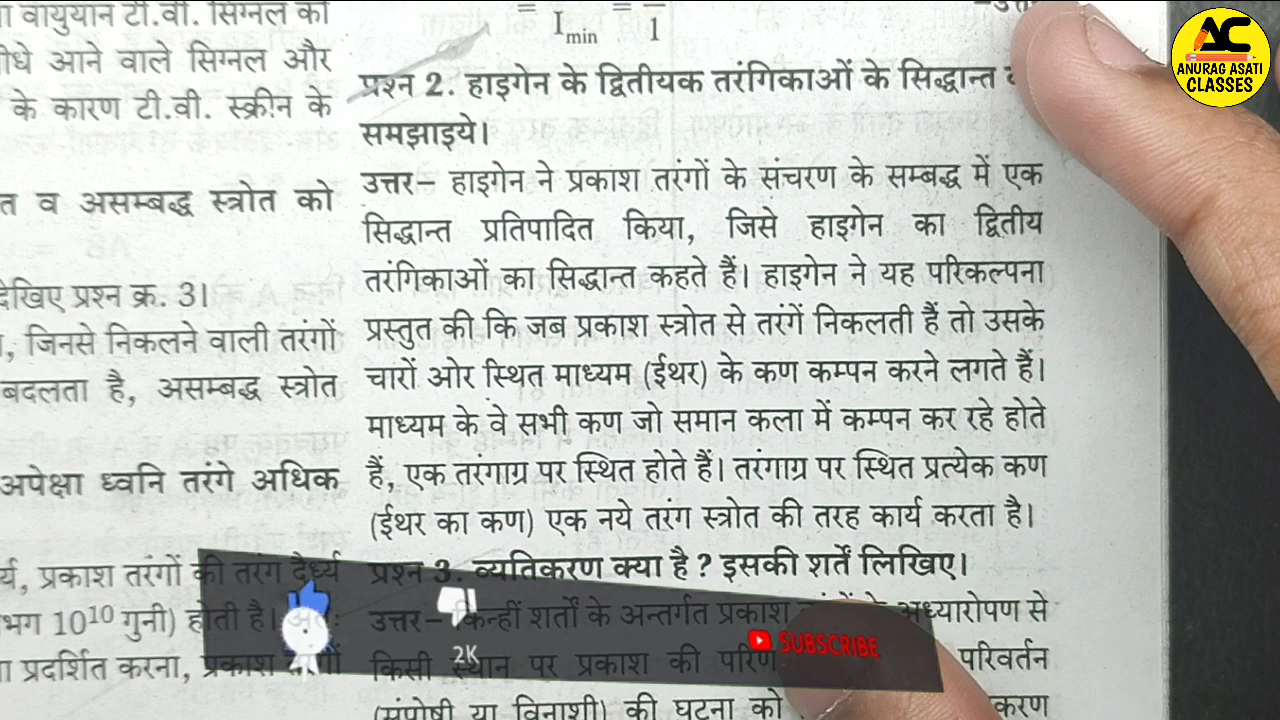 ा वायुयान टी.वी. सिग्नल को
धे आने वाले सिग्नल और
के कारण टी.वी. स्क्रीन के
त व असम्बद्ध स्त्रोत को
देखिए प्रश्न क्र. 3।
, जिनसे निकलने वाली तरंगों
बदलता है, असम्बद्ध स्त्रोत
अपेक्षा ध्वनि तरंगे अधिक
र्य, प्रकाश तरंगों की तरंग दैर्ध्य
भग 10¹⁰ गुनी) होती है।
ा प्रदर्शित करना, प्रकाश
= I_min = 1
प्रश्न 2. हाइगेन के द्वितीयक तरंगिकाओं के सिद्धान्त
समझाइये।
उत्तर– हाइगेन ने प्रकाश तरंगों के संचरण के सम्बद्ध में एक
सिद्धान्त प्रतिपादित किया, जिसे हाइगेन का द्वितीय
तरंगिकाओं का सिद्धान्त कहते हैं। हाइगेन ने यह परिकल्पना
प्रस्तुत की कि जब प्रकाश स्त्रोत से तरंगें निकलती हैं तो उसके
चारों ओर स्थित माध्यम (ईथर) के कण कम्पन करने लगते हैं।
माध्यम के वे सभी कण जो समान कला में कम्पन कर रहे होते
हैं, एक तरंगाग्र पर स्थित होते हैं। तरंगाग्र पर स्थित प्रत्येक कण
(ईथर का कण) एक नये तरंग स्त्रोत की तरह कार्य करता है।
प्रश्न 3. व्यतिकरण क्या है ? इसकी शर्तें लिखिए।
उत्तर– किन्हीं शर्तों के अन्तर्गत प्रकाश के अध्यारोपण से
किसी स्थान पर प्रकाश की परिवर्तन
(संपोषी या विनाशी) की घटना को करण
AC
ANURAG ASATI
CLASSES
2K
SUBSCRIBE